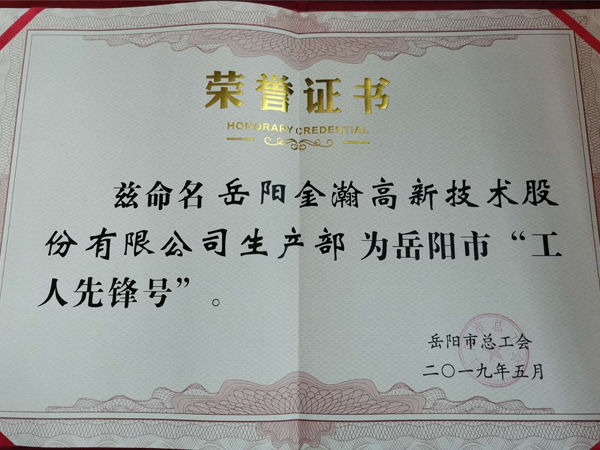 荣誉证书
HONORARY CREDENTIAL
兹命名岳阳金瀚高新技术股
份有限公司生产部为岳阳市“工
人先锋号”。
岳阳市总工会
二〇一九年五月